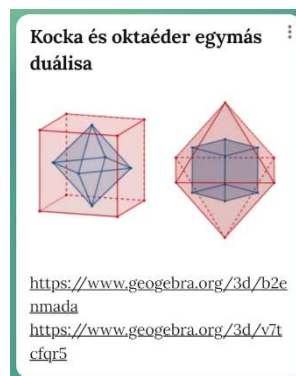 Kocka és oktaéder egymás
duálisa
https://www.geogebra.org/3d/b2e
nmada
https://www.geogebra.org/3d/v7t
cfqr5